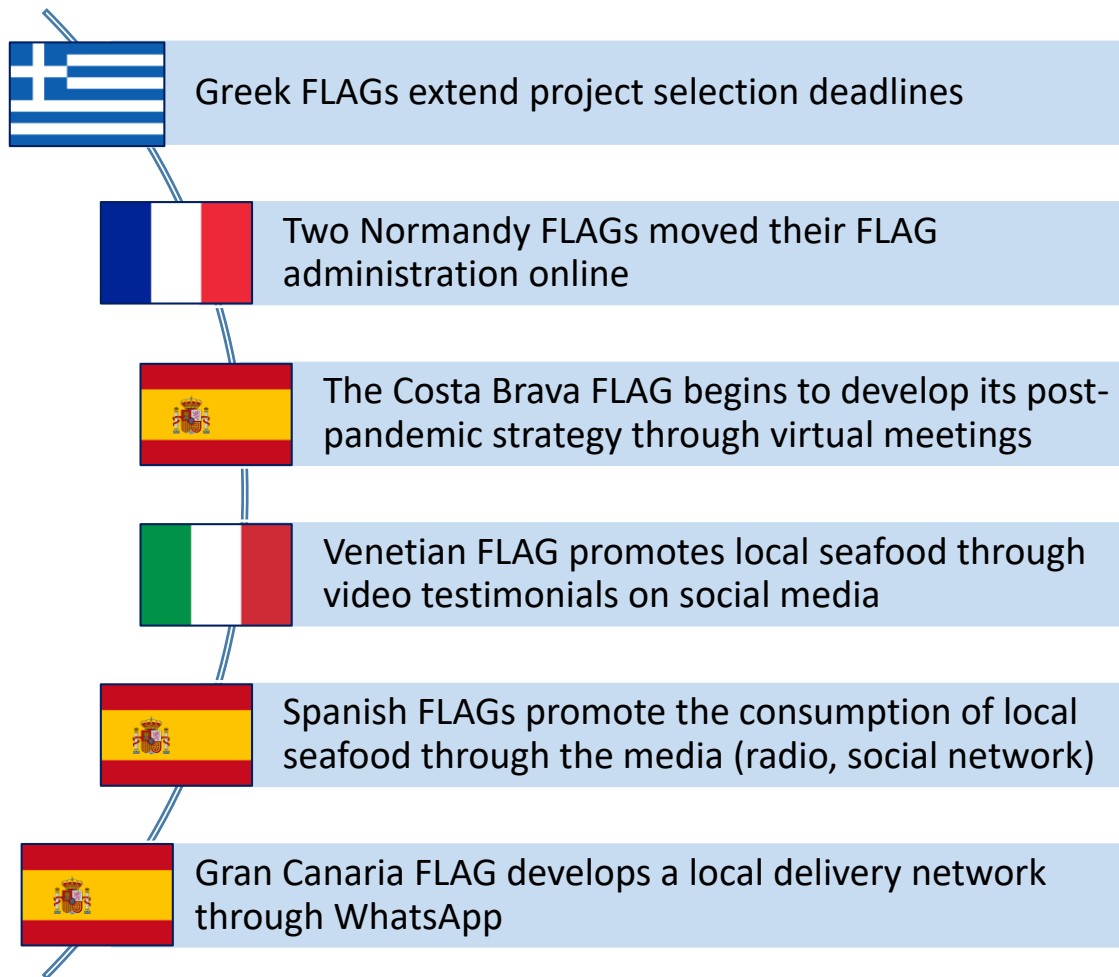 Greek FLAGs extend project selection deadlines
Two Normandy FLAGs moved their FLAG
administration online
The Costa Brava FLAG begins to develop its post-
pandemic strategy through virtual meetings
Venetian FLAG promotes local seafood through
video testimonials on social media
Spanish FLAGs promote the consumption of local
seafood through the media (radio, social network)
Gran Canaria FLAG develops a local delivery network
through WhatsApp